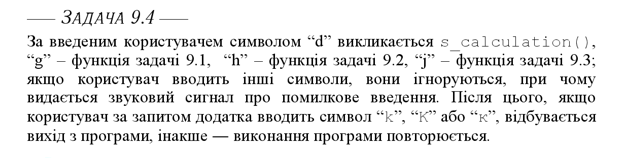 — ЗАДАЧА 9.4 —
За введеним користувачем символом “d” викликається s_calculation(),
“g” – функція задачі 9.1, “h” – функція задачі 9.2, “j” – функція задачі 9.3;
якщо користувач вводить інші символи, вони ігноруються, при чому
видається звуковий сигнал про помилкове введення. Після цього, якщо
користувач за запитом додатка вводить символ “k”, “K” або “к”, відбувається
вихід з програми, інакше — виконання програми повторюється.